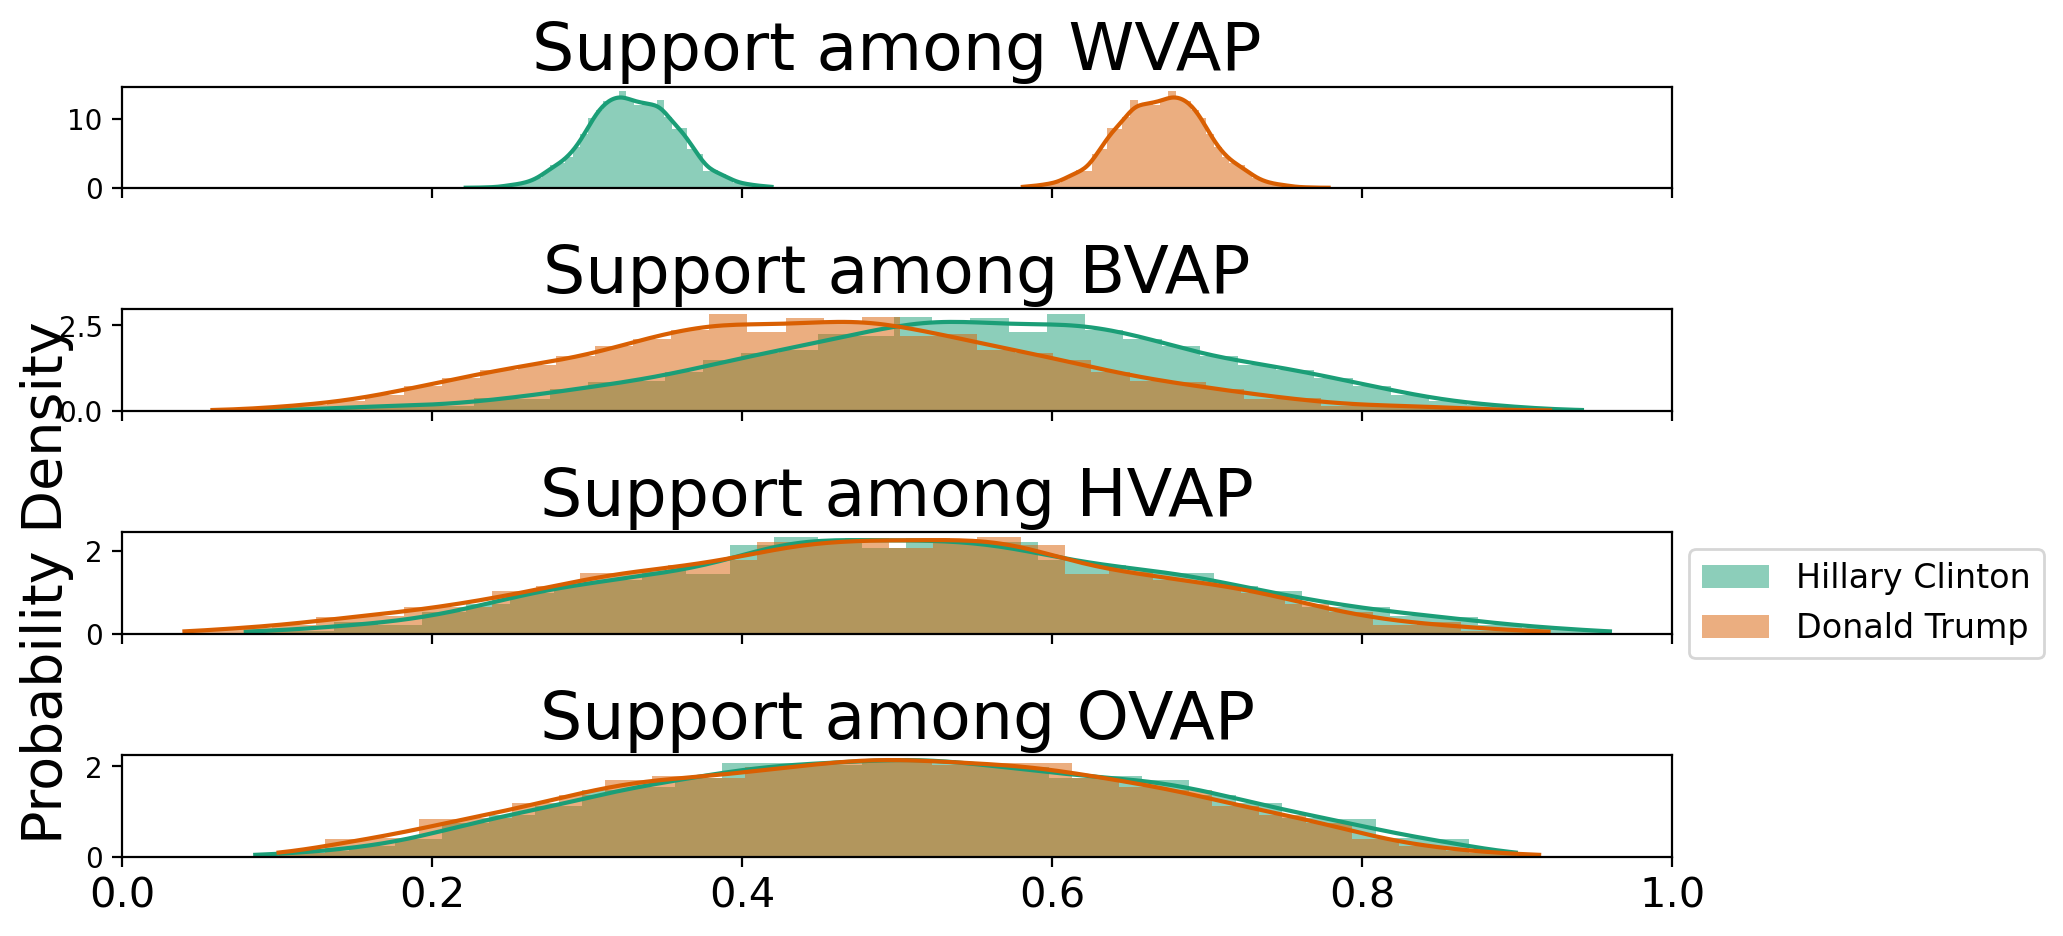 Support among WVAP
10
0
Support among BVAP
2.5
0.0
Support among HVAP
2
0
Support among OVAP
2
0
0.0 0.2 0.4 0.6 0.8 1.0
Probability Density
Hillary Clinton
Donald Trump